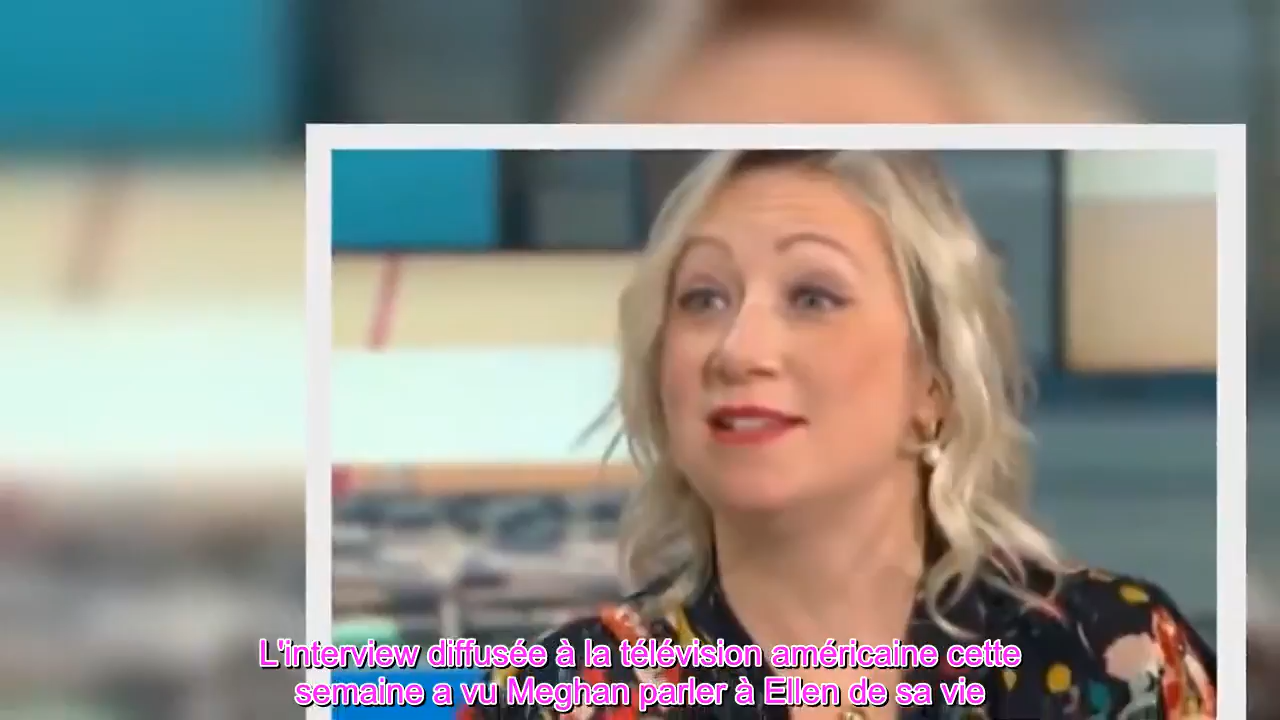 L'interview diffusée à la télévision américaine cette
semaine a vu Meghan parler à Ellen de sa vie